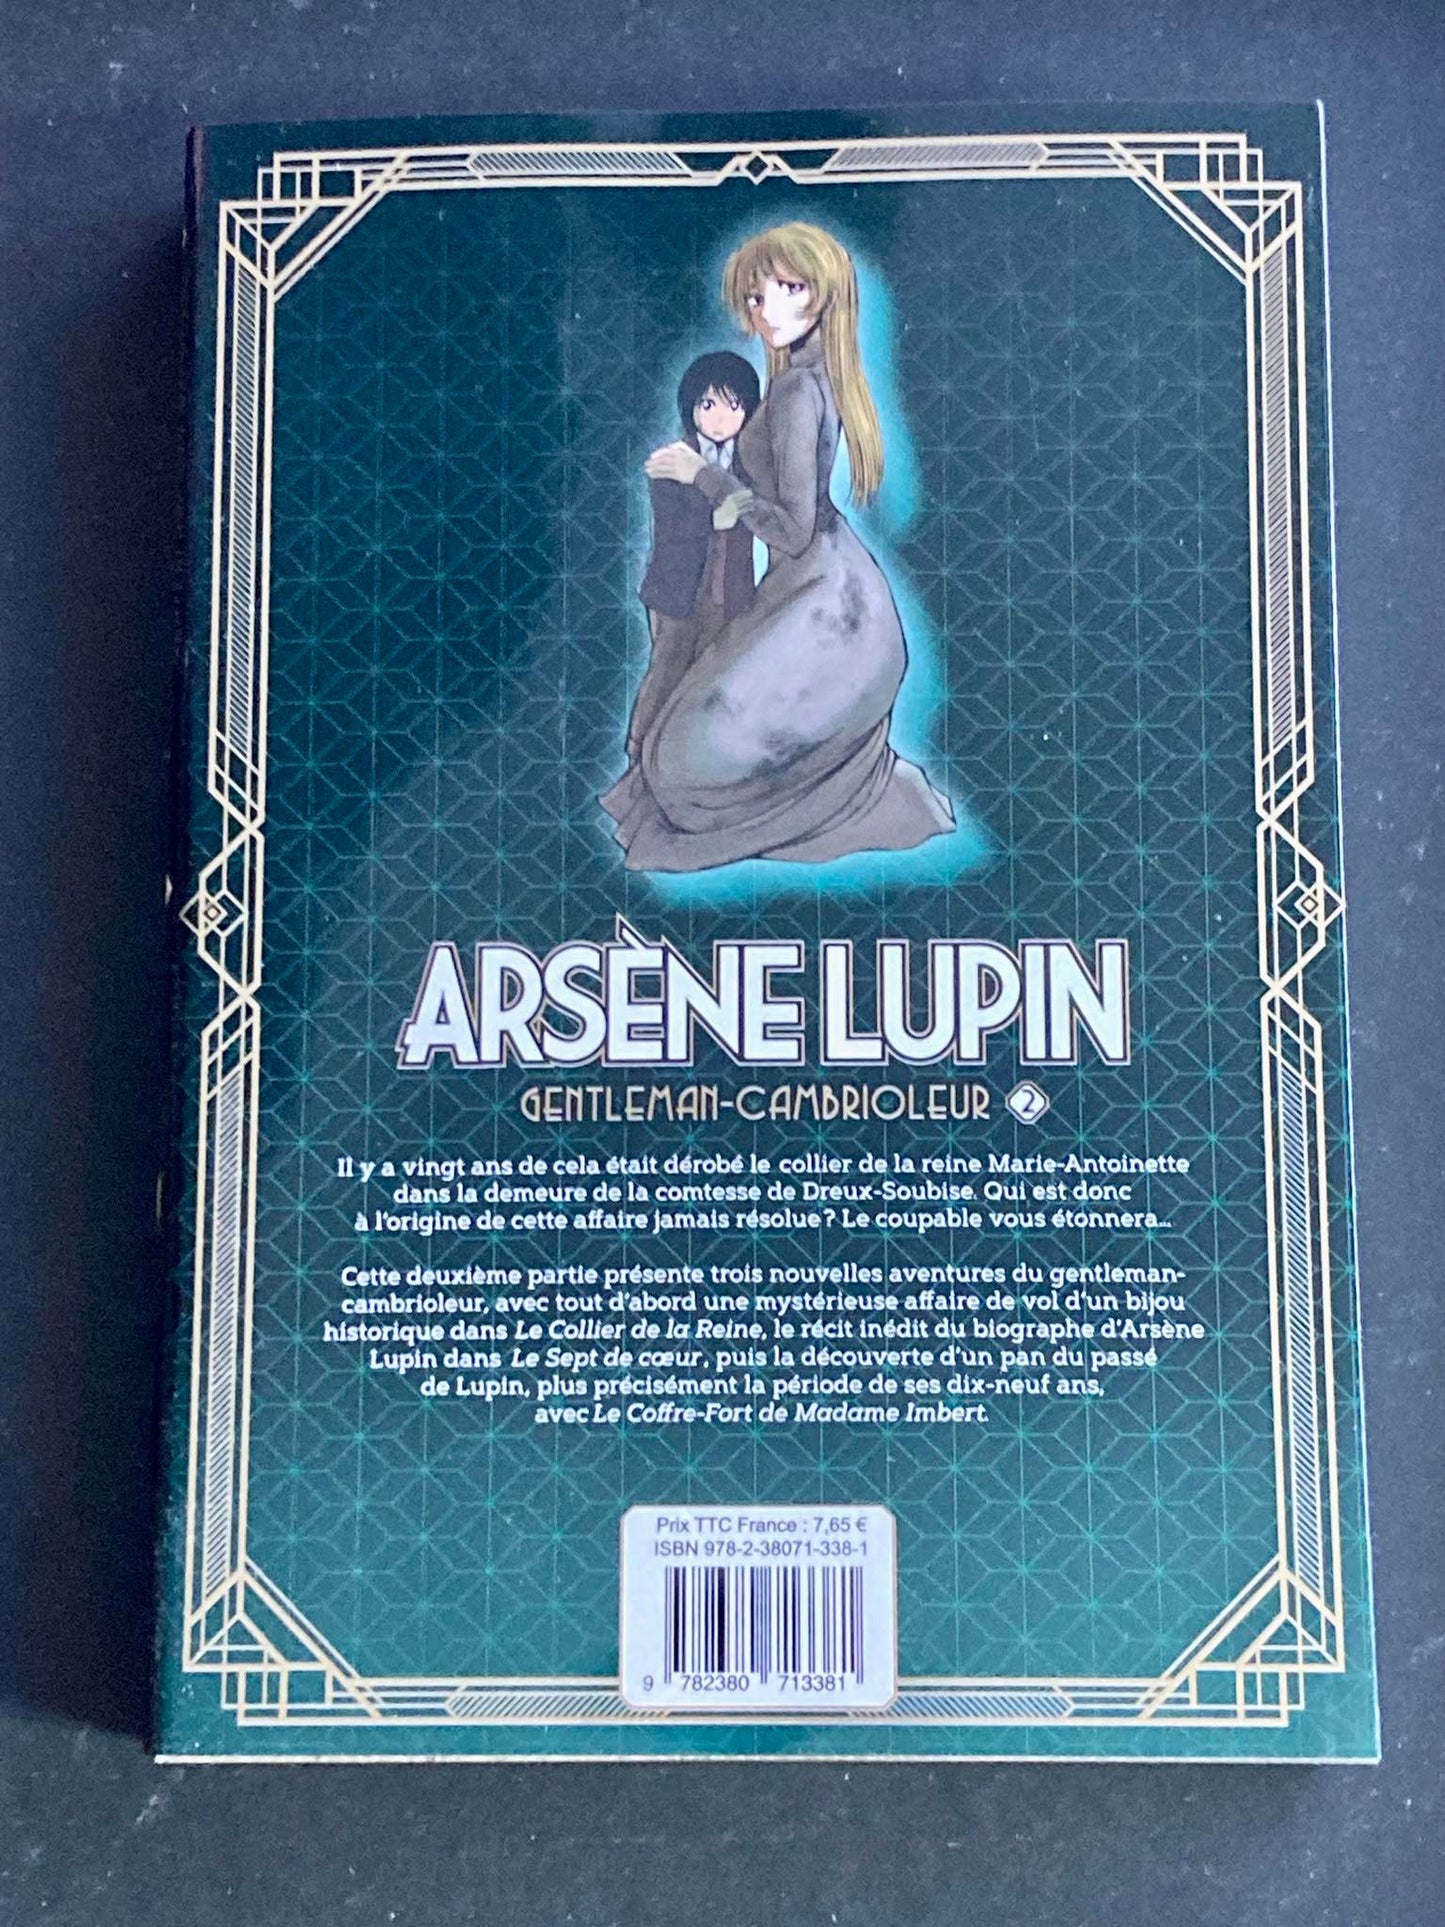 ARSÈNE LUPIN
GENTLEMAN-CAMBRIOLEUR 2
Il y a vingt ans de cela était dérobé le collier de la reine Marie-Antoinette
dans la demeure de la comtesse de Dreux-Soubise. Qui est donc
à l'origine de cette affaire jamais résolue ? Le coupable vous étonnera...
Cette deuxième partie présente trois nouvelles aventures du gentleman-
cambrioleur, avec tout d'abord une mystérieuse affaire de vol d'un bijou
historique dans Le Collier de la Reine, le récit inédit du biographe d'Arsène
Lupin dans Le Sept de cœur, puis la découverte d'un pan du passé
de Lupin, plus précisément la période de ses dix-neuf ans,
avec Le Coffre-Fort de Madame Imbert.
Prix TTC France : 7,65 €
ISBN 978-2-38071-338-1
9 782380 713381